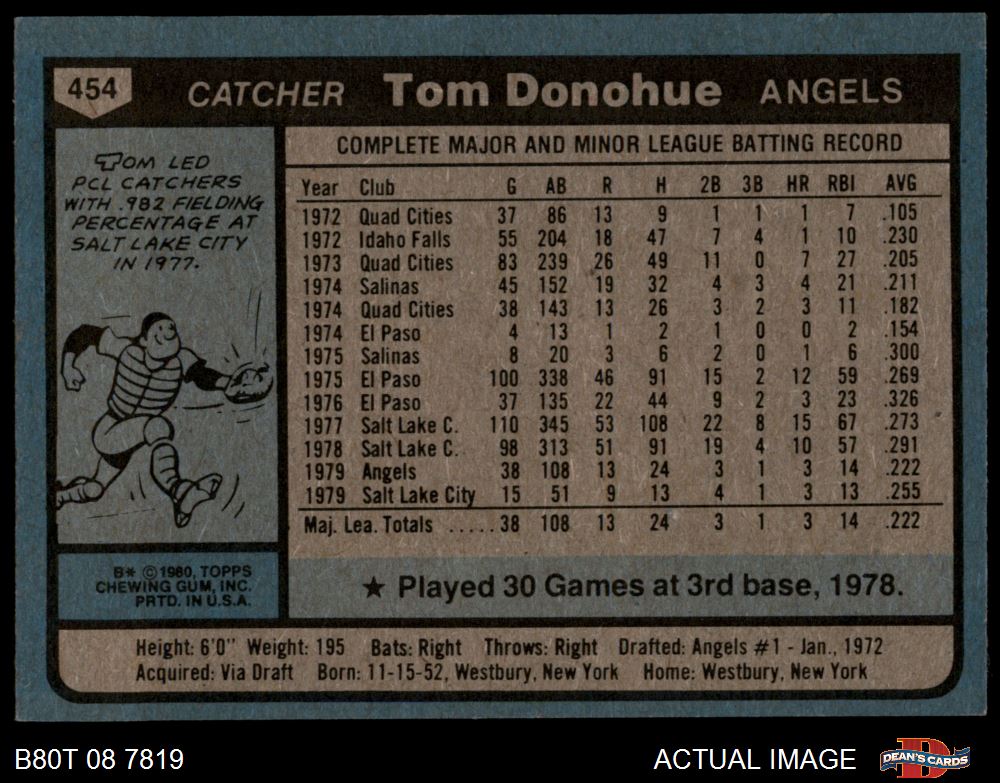 454 CATCHER Tom Donohue ANGELS
TOM LED
PCL CATCHERS
WITH .982 FIELDING
PERCENTAGE AT
SALT LAKE CITY
IN 1977.
COMPLETE MAJOR AND MINOR LEAGUE BATTING RECORD
Year Club G AB R H 2B 3B HR RBI AVG
1972 Quad Cities 37 86 13 9 1 1 1 7 .105
1972 Idaho Falls 55 204 18 47 7 4 1 10 .230
1973 Quad Cities 83 239 26 49 11 0 7 27 .205
1974 Salinas 45 152 19 32 4 3 4 21 .211
1974 Quad Cities 38 143 13 26 3 2 3 11 .182
1974 El Paso 4 13 1 2 1 0 0 2 .154
1975 Salinas 8 20 3 6 2 0 1 6 .300
1975 El Paso 100 338 46 91 15 2 12 59 .269
1976 El Paso 37 135 22 44 9 2 3 23 .326
1977 Salt Lake C. 110 345 53 108 22 8 15 67 .273
1978 Salt Lake C. 98 313 51 91 19 4 10 57 .291
1979 Angels 38 108 13 24 3 1 3 14 .222
1979 Salt Lake City 15 51 9 13 4 1 3 13 .255
Maj. Lea. Totals ..... 38 108 13 24 3 1 3 14 .222
B* © 1980, TOPPS
CHEWING GUM, INC.
PRTD. IN U.S.A.
★ Played 30 Games at 3rd base, 1978.
Height: 6'0" Weight: 195 Bats: Right Throws: Right Drafted: Angels #1 - Jan., 1972
Acquired: Via Draft Born: 11-15-52, Westbury, New York Home: Westbury, New York
B80T 08 7819 ACTUAL IMAGE DEAN'S CARDS